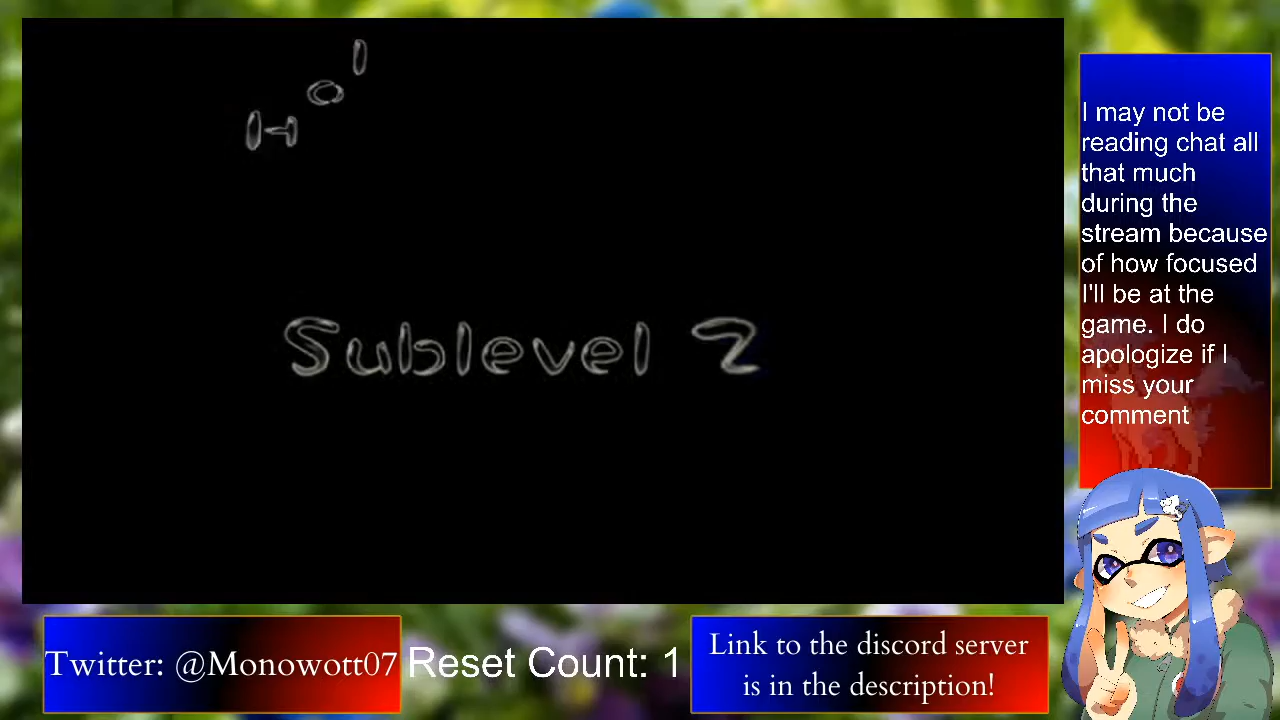 Hol
Sublevel 2
I may not be
reading chat all
that much
during the
stream because
of how focused
I'll be at the
game. I do
apologize if I
miss your
comment
Twitter: @Monowott07
Reset Count: 1
Link to the discord server
is in the description!